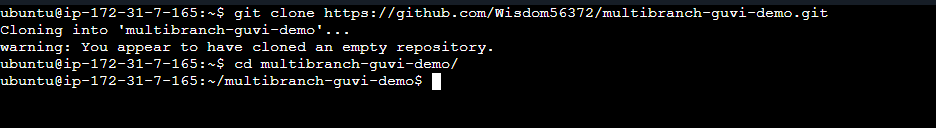 ubuntu@ip-172-31-7-165:~$ git clone https://github.com/Wisdom56372/multibranch-guvi-demo.git
Cloning into 'multibranch-guvi-demo'...
warning: You appear to have cloned an empty repository.
ubuntu@ip-172-31-7-165:~$ cd multibranch-guvi-demo/
ubuntu@ip-172-31-7-165:~/multibranch-guvi-demo$